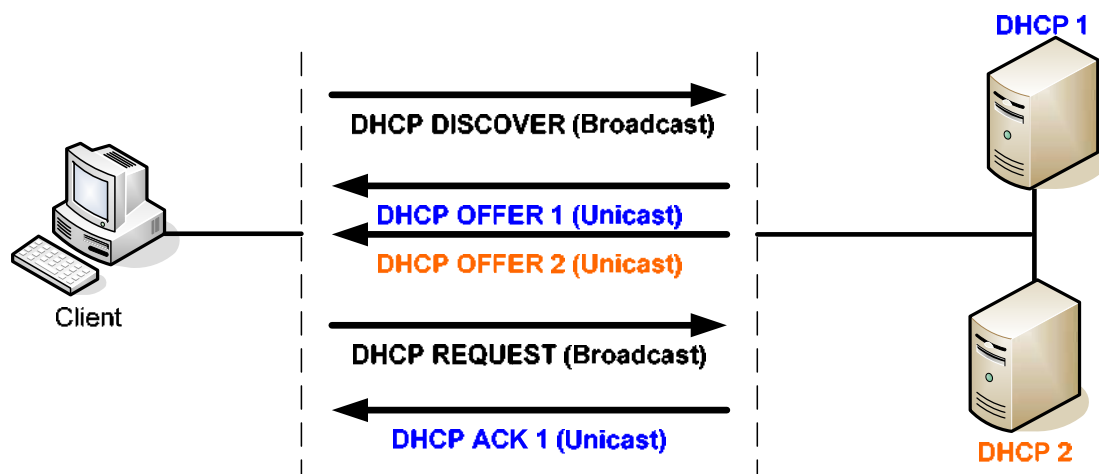 DHCP 1
DHCP DISCOVER (Broadcast)
DHCP OFFER 1 (Unicast)
DHCP OFFER 2 (Unicast)
Client
DHCP REQUEST (Broadcast)
DHCP ACK 1 (Unicast)
DHCP 2